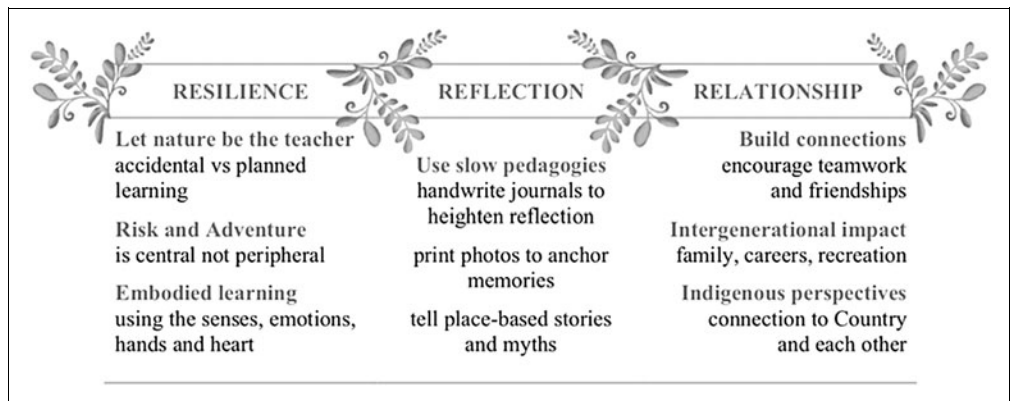 RESILIENCE
Let nature be the teacher
accidental vs planned
learning
Risk and Adventure
is central not peripheral
Embodied learning
using the senses, emotions,
hands and heart
REFLECTION
Use slow pedagogies
handwrite journals to
heighten reflection
print photos to anchor
memories
tell place-based stories
and myths
RELATIONSHIP
Build connections
encourage teamwork
and friendships
Intergenerational impact
family, careers, recreation
Indigenous perspectives
connection to Country
and each other